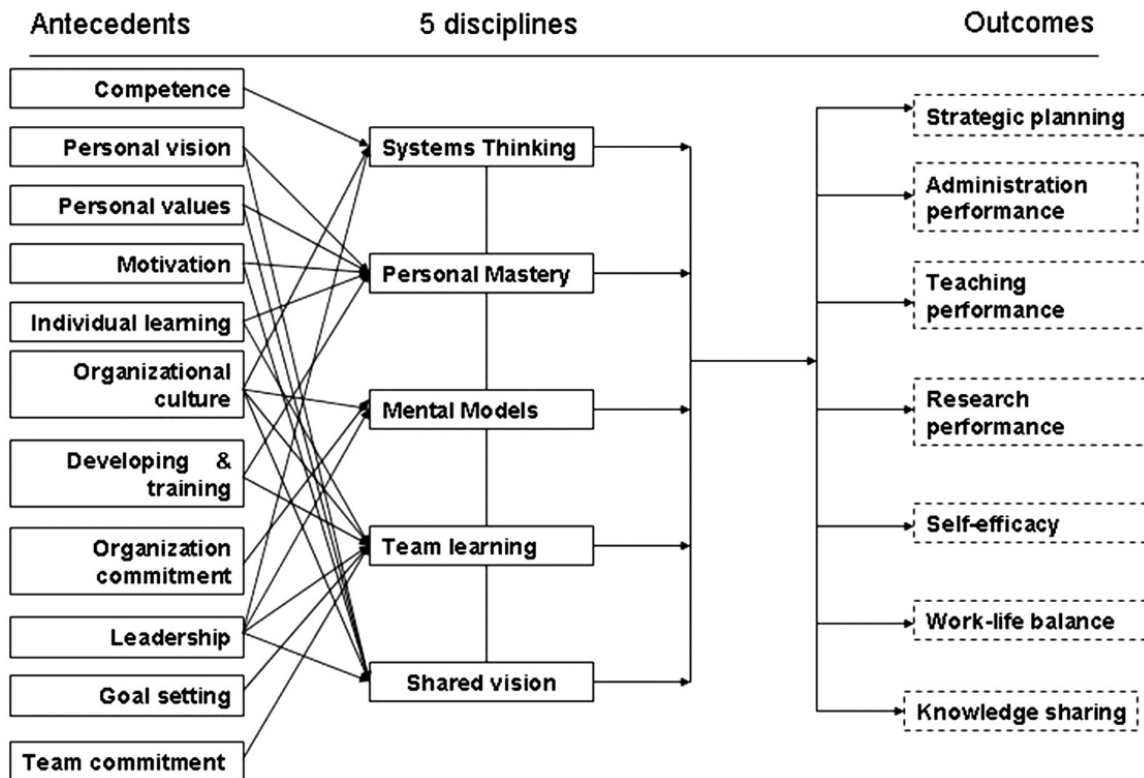 Antecedents
5 disciplines
Outcomes
Competence
Personal vision
Personal values
Motivation
Individual learning
Organizational
culture
Developing &
training
Organization
commitment
Leadership
Goal setting
Team commitment
Systems Thinking
Personal Mastery
Mental Models
Team learning
Shared vision
Strategic planning
Administration
performance
Teaching
performance
Research
performance
Self-efficacy
Work-life balance
Knowledge sharing